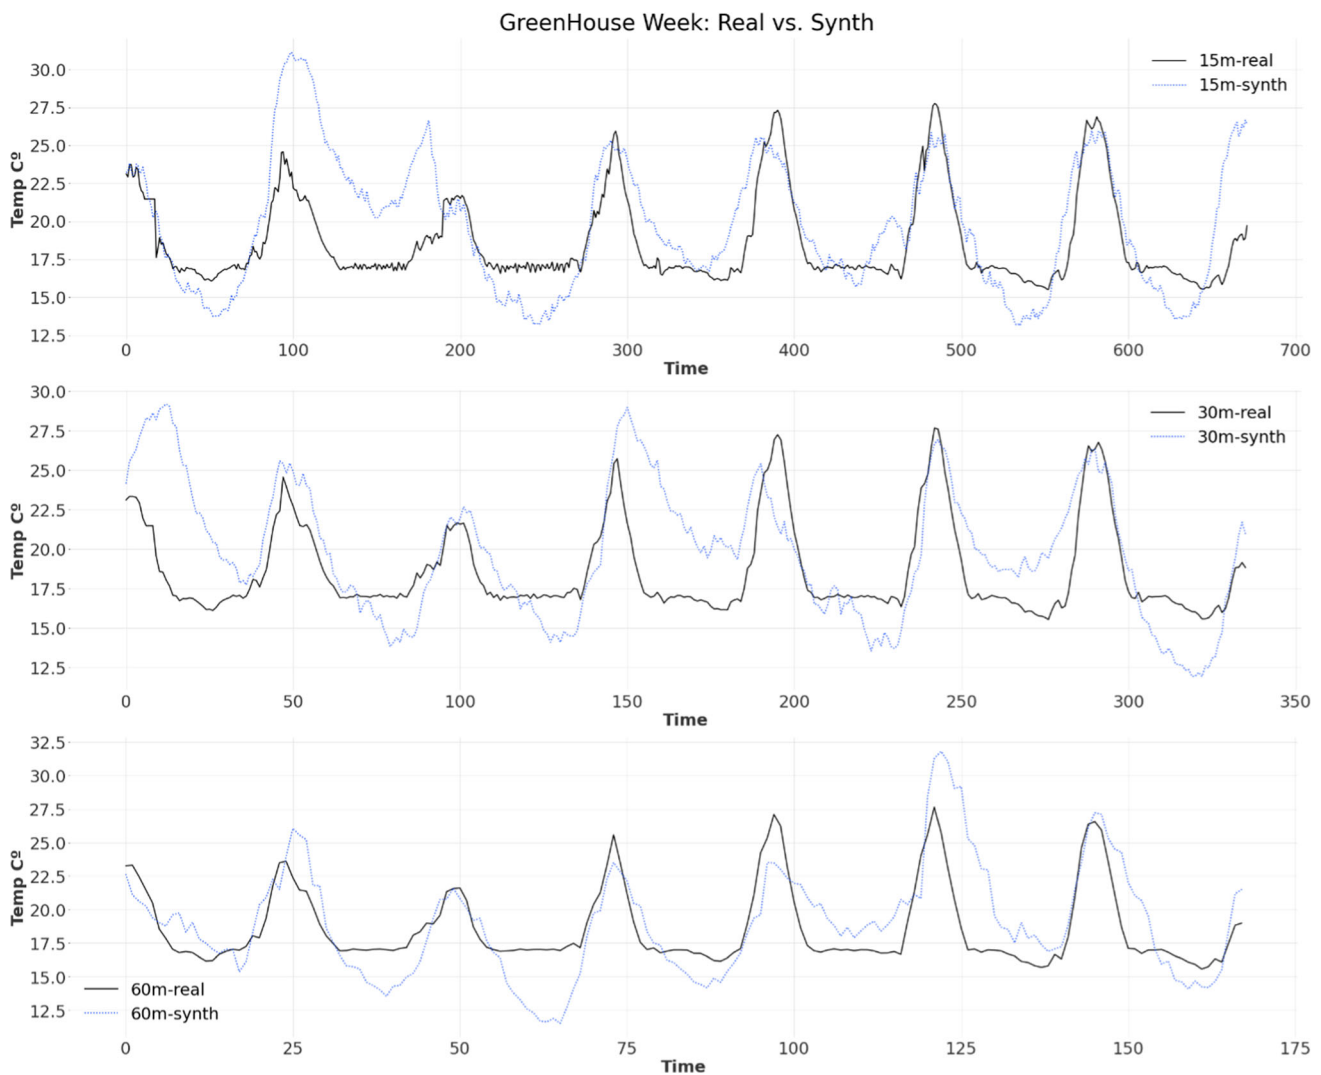 GreenHouse Week: Real vs. Synth
15m-real
15m-synth
Temp Cº
30.0
27.5
25.0
22.5
20.0
17.5
15.0
12.5
0 100 200 300 400 500 600 700
Time
30m-real
30m-synth
Temp Cº
30.0
27.5
25.0
22.5
20.0
17.5
15.0
12.5
0 50 100 150 200 250 300 350
Time
Temp Cº
32.5
30.0
27.5
25.0
22.5
20.0
17.5
15.0
12.5
60m-real
60m-synth
0 25 50 75 100 125 150 175
Time